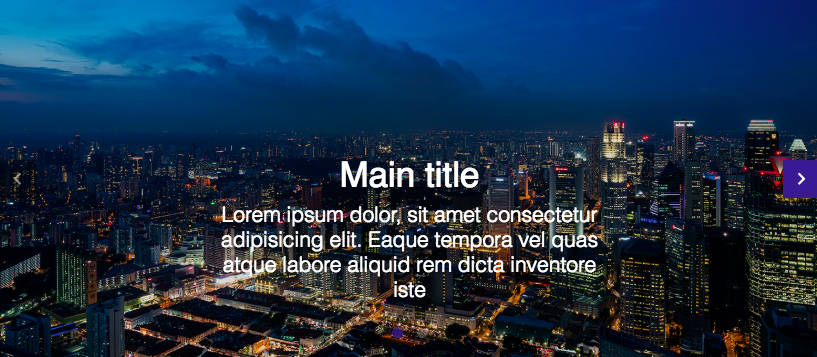 Main title
Lorem ipsum dolor, sit amet consectetur
adipisicing elit. Eaque tempora vel quas
atque labore aliquid rem dicta inventore
iste